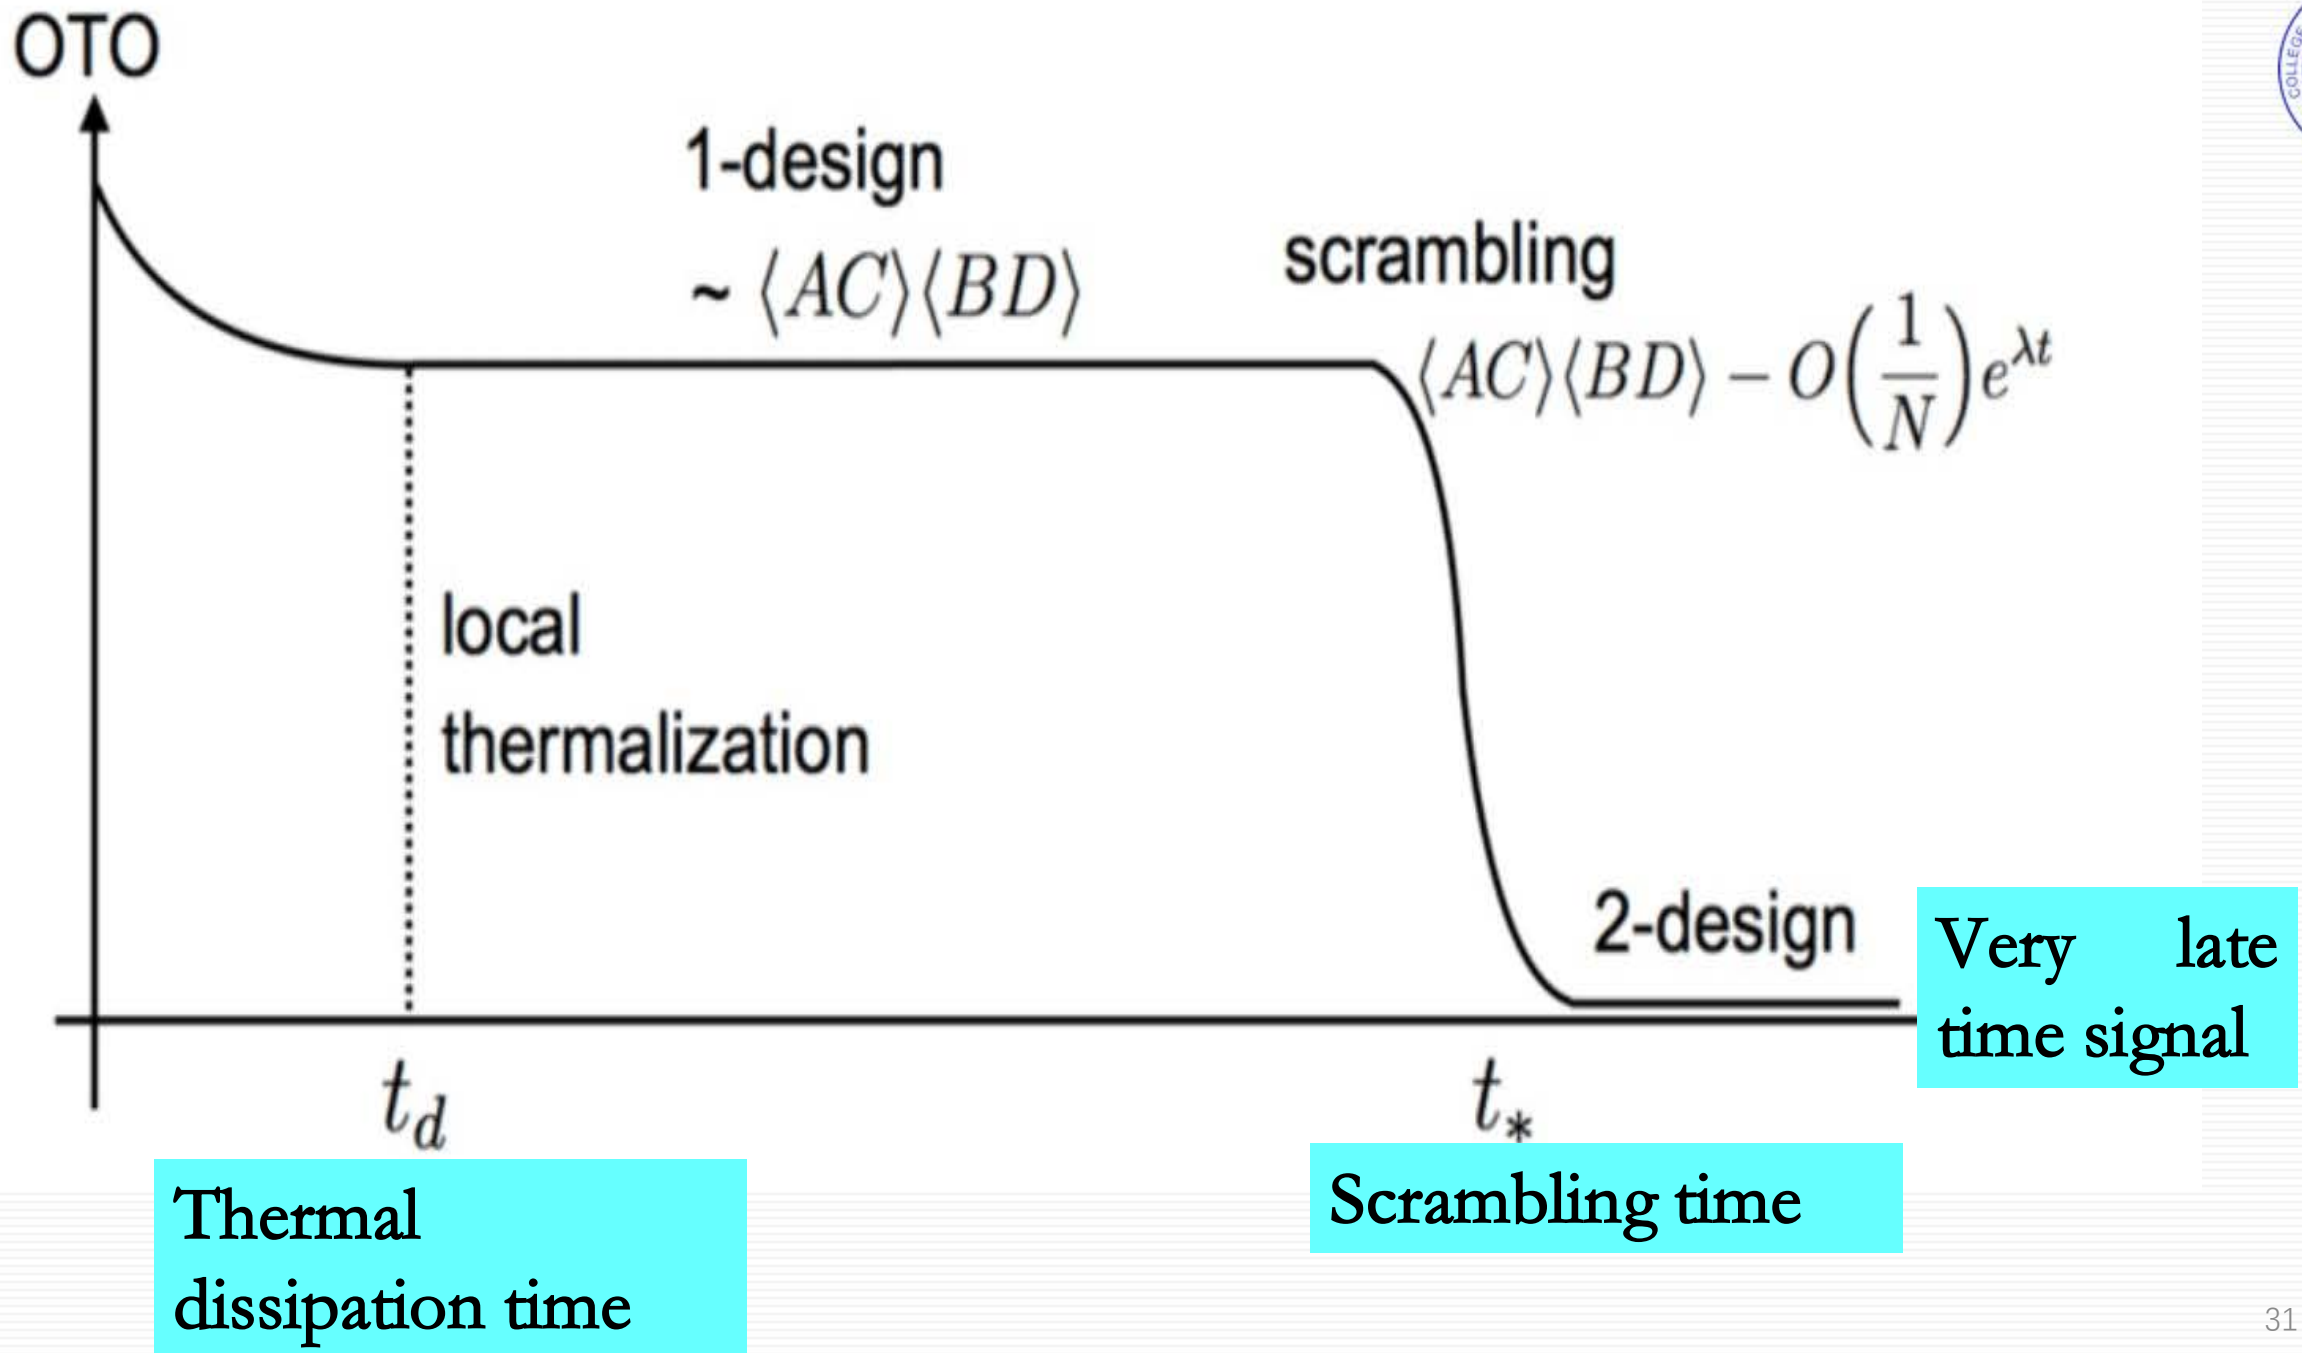 OTO
1-design
~ ⟨AC⟩⟨BD⟩
scrambling
⟨AC⟩⟨BD⟩ − O(1/N)e^{λt}
local
thermalization
2-design
Very late
time signal
t_d
t_*
Thermal
dissipation time
Scrambling time
COLLEGE
31